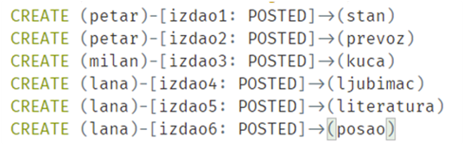 CREATE (petar)-[izdao1: POSTED]→(stan)
CREATE (petar)-[izdao2: POSTED]→(prevoz)
CREATE (milan)-[izdao3: POSTED]→(kuca)
CREATE (lana)-[izdao4: POSTED]→(ljubimac)
CREATE (lana)-[izdao5: POSTED]→(literatura)
CREATE (lana)-[izdao6: POSTED]→(posao)